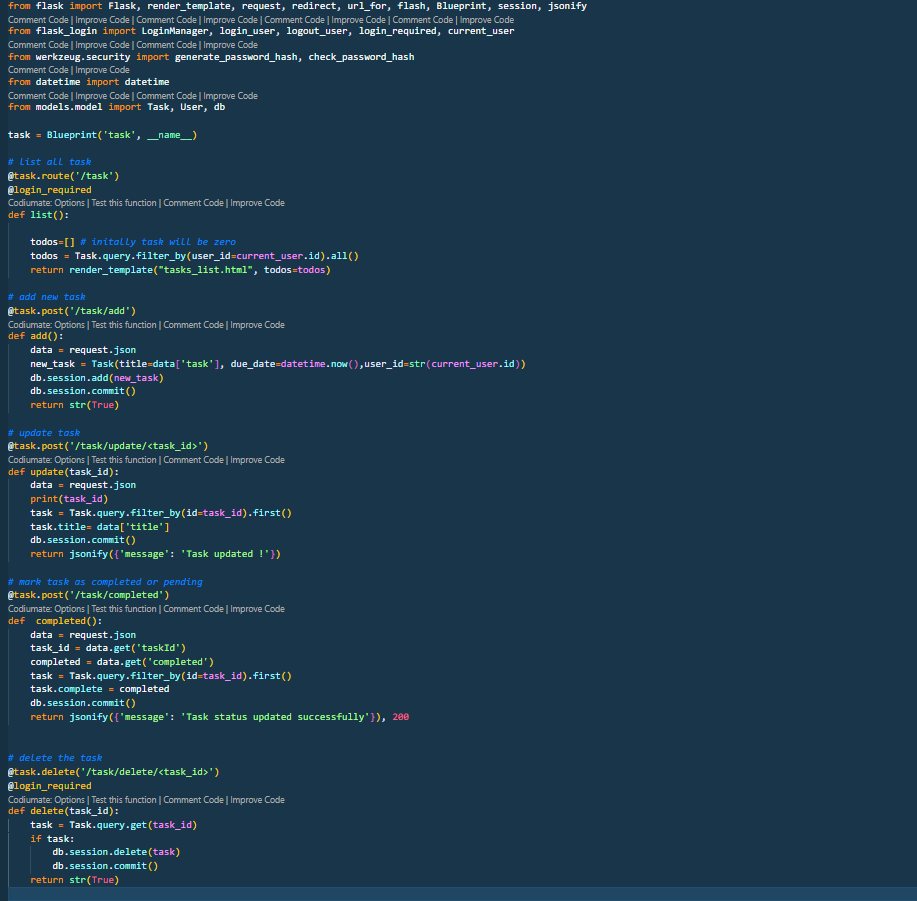 from flask import Flask, render_template, request, redirect, url_for, flash, Blueprint, session, jsonify
Comment Code | Improve Code | Comment Code | Improve Code | Comment Code | Improve Code | Comment Code | Improve Code
from flask_login import LoginManager, login_user, logout_user, login_required, current_user
Comment Code | Improve Code | Comment Code | Improve Code
from werkzeug.security import generate_password_hash, check_password_hash
Comment Code | Improve Code
from datetime import datetime
Comment Code | Improve Code | Comment Code | Improve Code
from models.model import Task, User, db
task = Blueprint('task', __name__)
# List all task
@task.route('/task')
@login_required
Codiumate: Options | Test this function | Comment Code | Improve Code
def list():
    todos=[] # initally task will be zero
    todos = Task.query.filter_by(user_id=current_user.id).all()
    return render_template("tasks_list.html", todos=todos)
# add new task
@task.post('/task/add')
Codiumate: Options | Test this function | Comment Code | Improve Code
def add():
    data = request.json
    new_task = Task(title=data['task'], due_date=datetime.now(),user_id=str(current_user.id))
    db.session.add(new_task)
    db.session.commit()
    return str(True)
# update task
@task.post('/task/update/<task_id>')
Codiumate: Options | Test this function | Comment Code | Improve Code
def update(task_id):
    data = request.json
    print(task_id)
    task = Task.query.filter_by(id=task_id).first()
    task.title= data['title']
    db.session.commit()
    return jsonify({'message': 'Task updated !'})
# mark task as completed or pending
@task.post('/task/completed')
Codiumate: Options | Test this function | Comment Code | Improve Code
def  completed():
    data = request.json
    task_id = data.get('taskId')
    completed = data.get('completed')
    task = Task.query.filter_by(id=task_id).first()
    task.complete = completed
    db.session.commit()
    return jsonify({'message': 'Task status updated successfully'}), 200
# delete the task
@task.delete('/task/delete/<task_id>')
@login_required
Codiumate: Options | Test this function | Comment Code | Improve Code
def delete(task_id):
    task = Task.query.get(task_id)
    if task:
        db.session.delete(task)
        db.session.commit()
    return str(True)